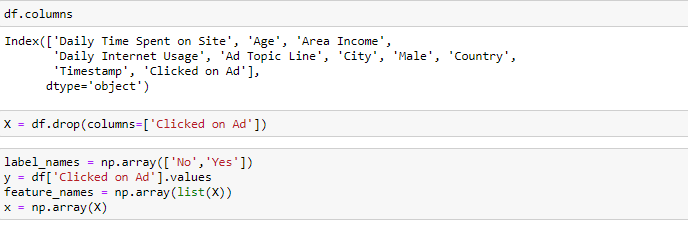 df.columns
Index(['Daily Time Spent on Site', 'Age', 'Area Income',
'Daily Internet Usage', 'Ad Topic Line', 'City', 'Male', 'Country',
'Timestamp', 'Clicked on Ad'],
dtype='object')
X = df.drop(columns=['Clicked on Ad'])
label_names = np.array(['No','Yes'])
y = df['Clicked on Ad'].values
feature_names = np.array(list(X))
x = np.array(X)